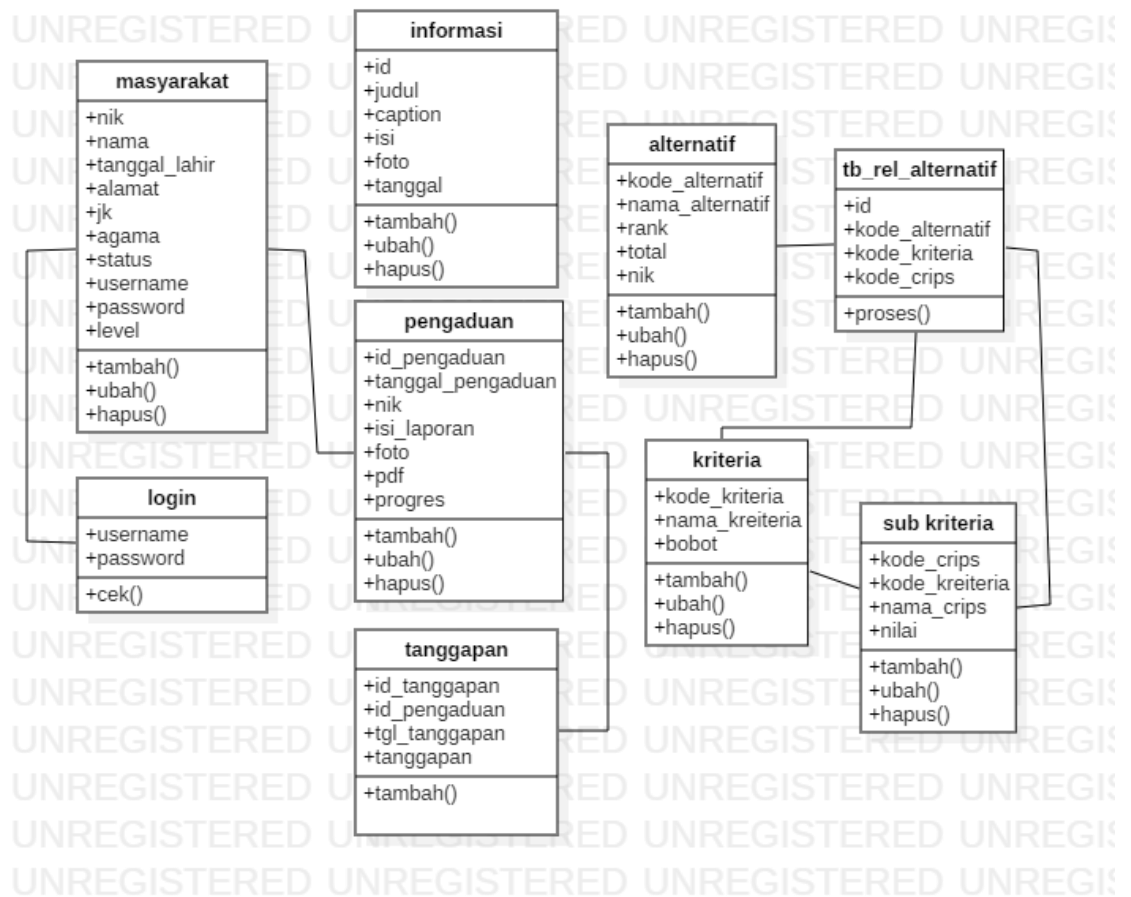 informasi
+id
+judul
+caption
+isi
+foto
+tanggal
+tambah()
+ubah()
+hapus()
masyarakat
+nik
+nama
+tanggal_lahir
+alamat
+jk
+agama
+status
+username
+password
+level
+tambah()
+ubah()
+hapus()
login
+username
+password
+cek()
pengaduan
+id_pengaduan
+tanggal_pengaduan
+nik
+isi_laporan
+foto
+pdf
+progres
+tambah()
+ubah()
+hapus()
tanggapan
+id_tanggapan
+id_pengaduan
+tgl_tanggapan
+tanggapan
+tambah()
alternatif
+kode_alternatif
+nama_alternatif
+rank
+total
+nik
+tambah()
+ubah()
+hapus()
tb_rel_alternatif
+id
+kode_alternatif
+kode_kriteria
+kode_crips
+proses()
kriteria
+kode_kriteria
+nama_kreiteria
+bobot
+tambah()
+ubah()
+hapus()
sub kriteria
+kode_crips
+kode_kreiteria
+nama_crips
+nilai
+tambah()
+ubah()
+hapus()
UNREGISTERED UNREGISTERED UNREGISTERED UNREGIS